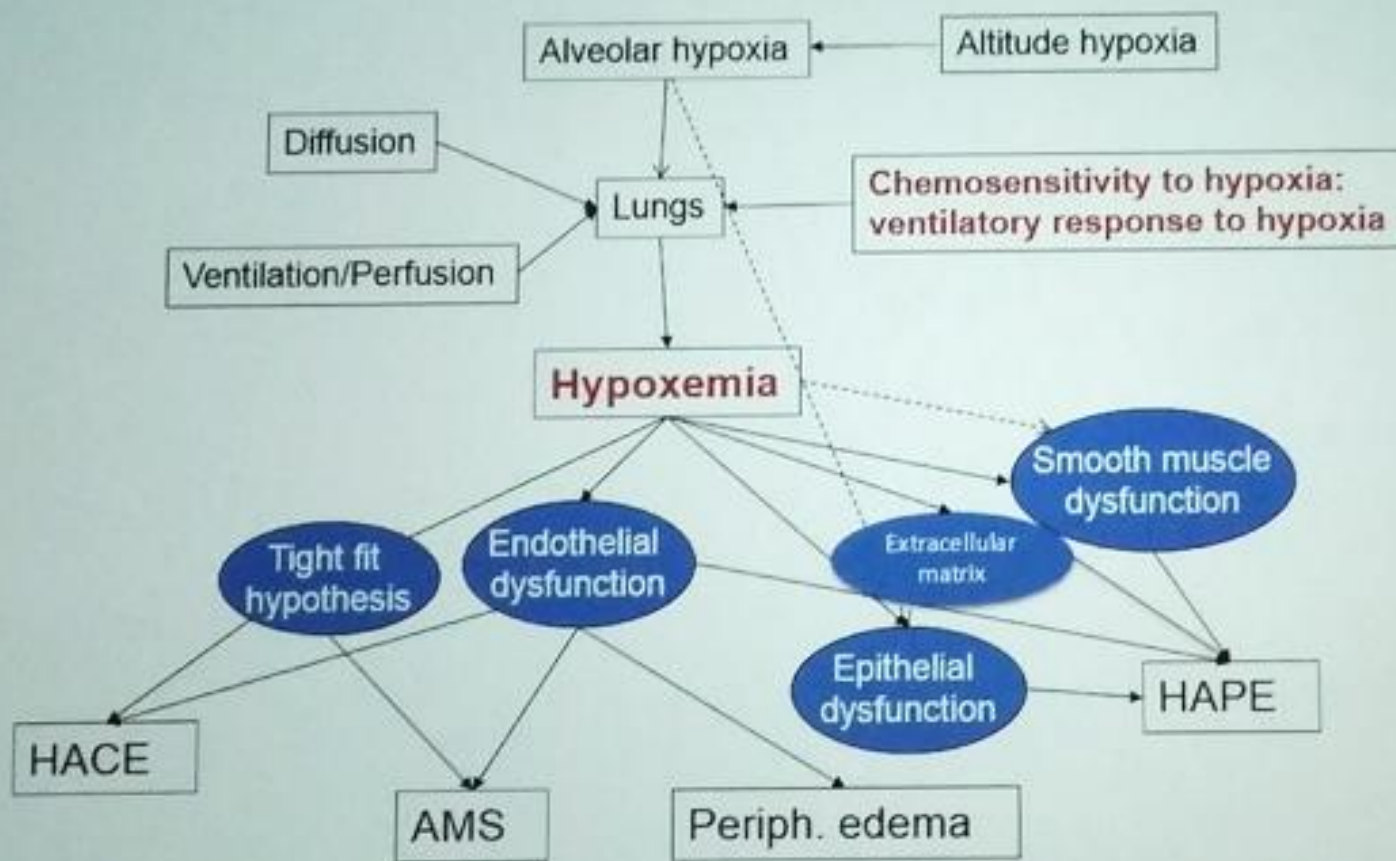 Alveolar hypoxia
Altitude hypoxia
Diffusion
Lungs
Chemosensitivity to hypoxia:
ventilatory response to hypoxia
Ventilation/Perfusion
Hypoxemia
Smooth muscle
dysfunction
Tight fit
hypothesis
Endothelial
dysfunction
Extracellular
matrix
Epithelial
dysfunction
HAPE
HACE
AMS
Periph. edema